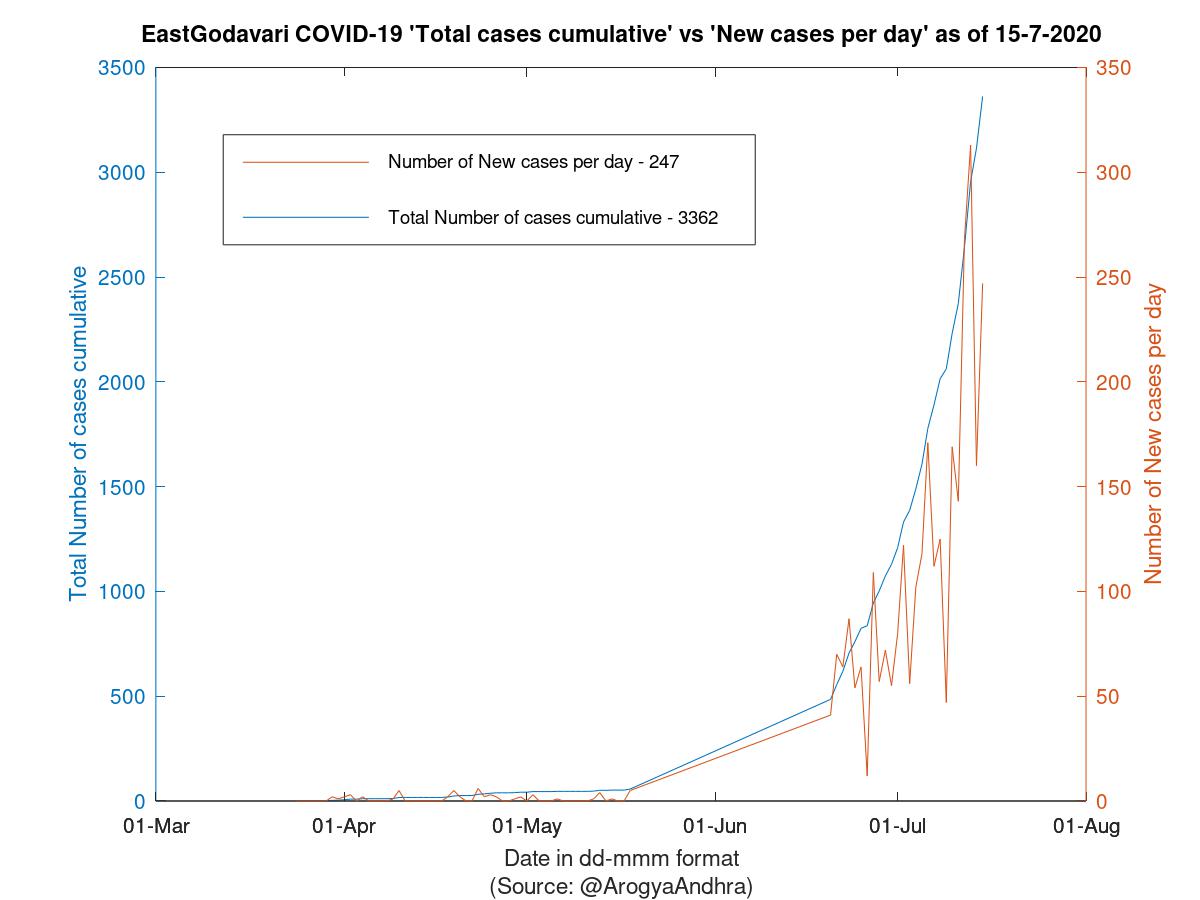 EastGodavari COVID-19 'Total cases cumulative' vs 'New cases per day' as of 15-7-2020
3500
3000
2500
2000
1500
1000
500
0
Total Number of cases cumulative
Number of New cases per day - 247
Total Number of cases cumulative - 3362
350
300
250
200
150
100
50
0
Number of New cases per day
01-Mar 01-Apr 01-May 01-Jun 01-Jul 01-Aug
Date in dd-mmm format
(Source: @ArogyaAndhra)